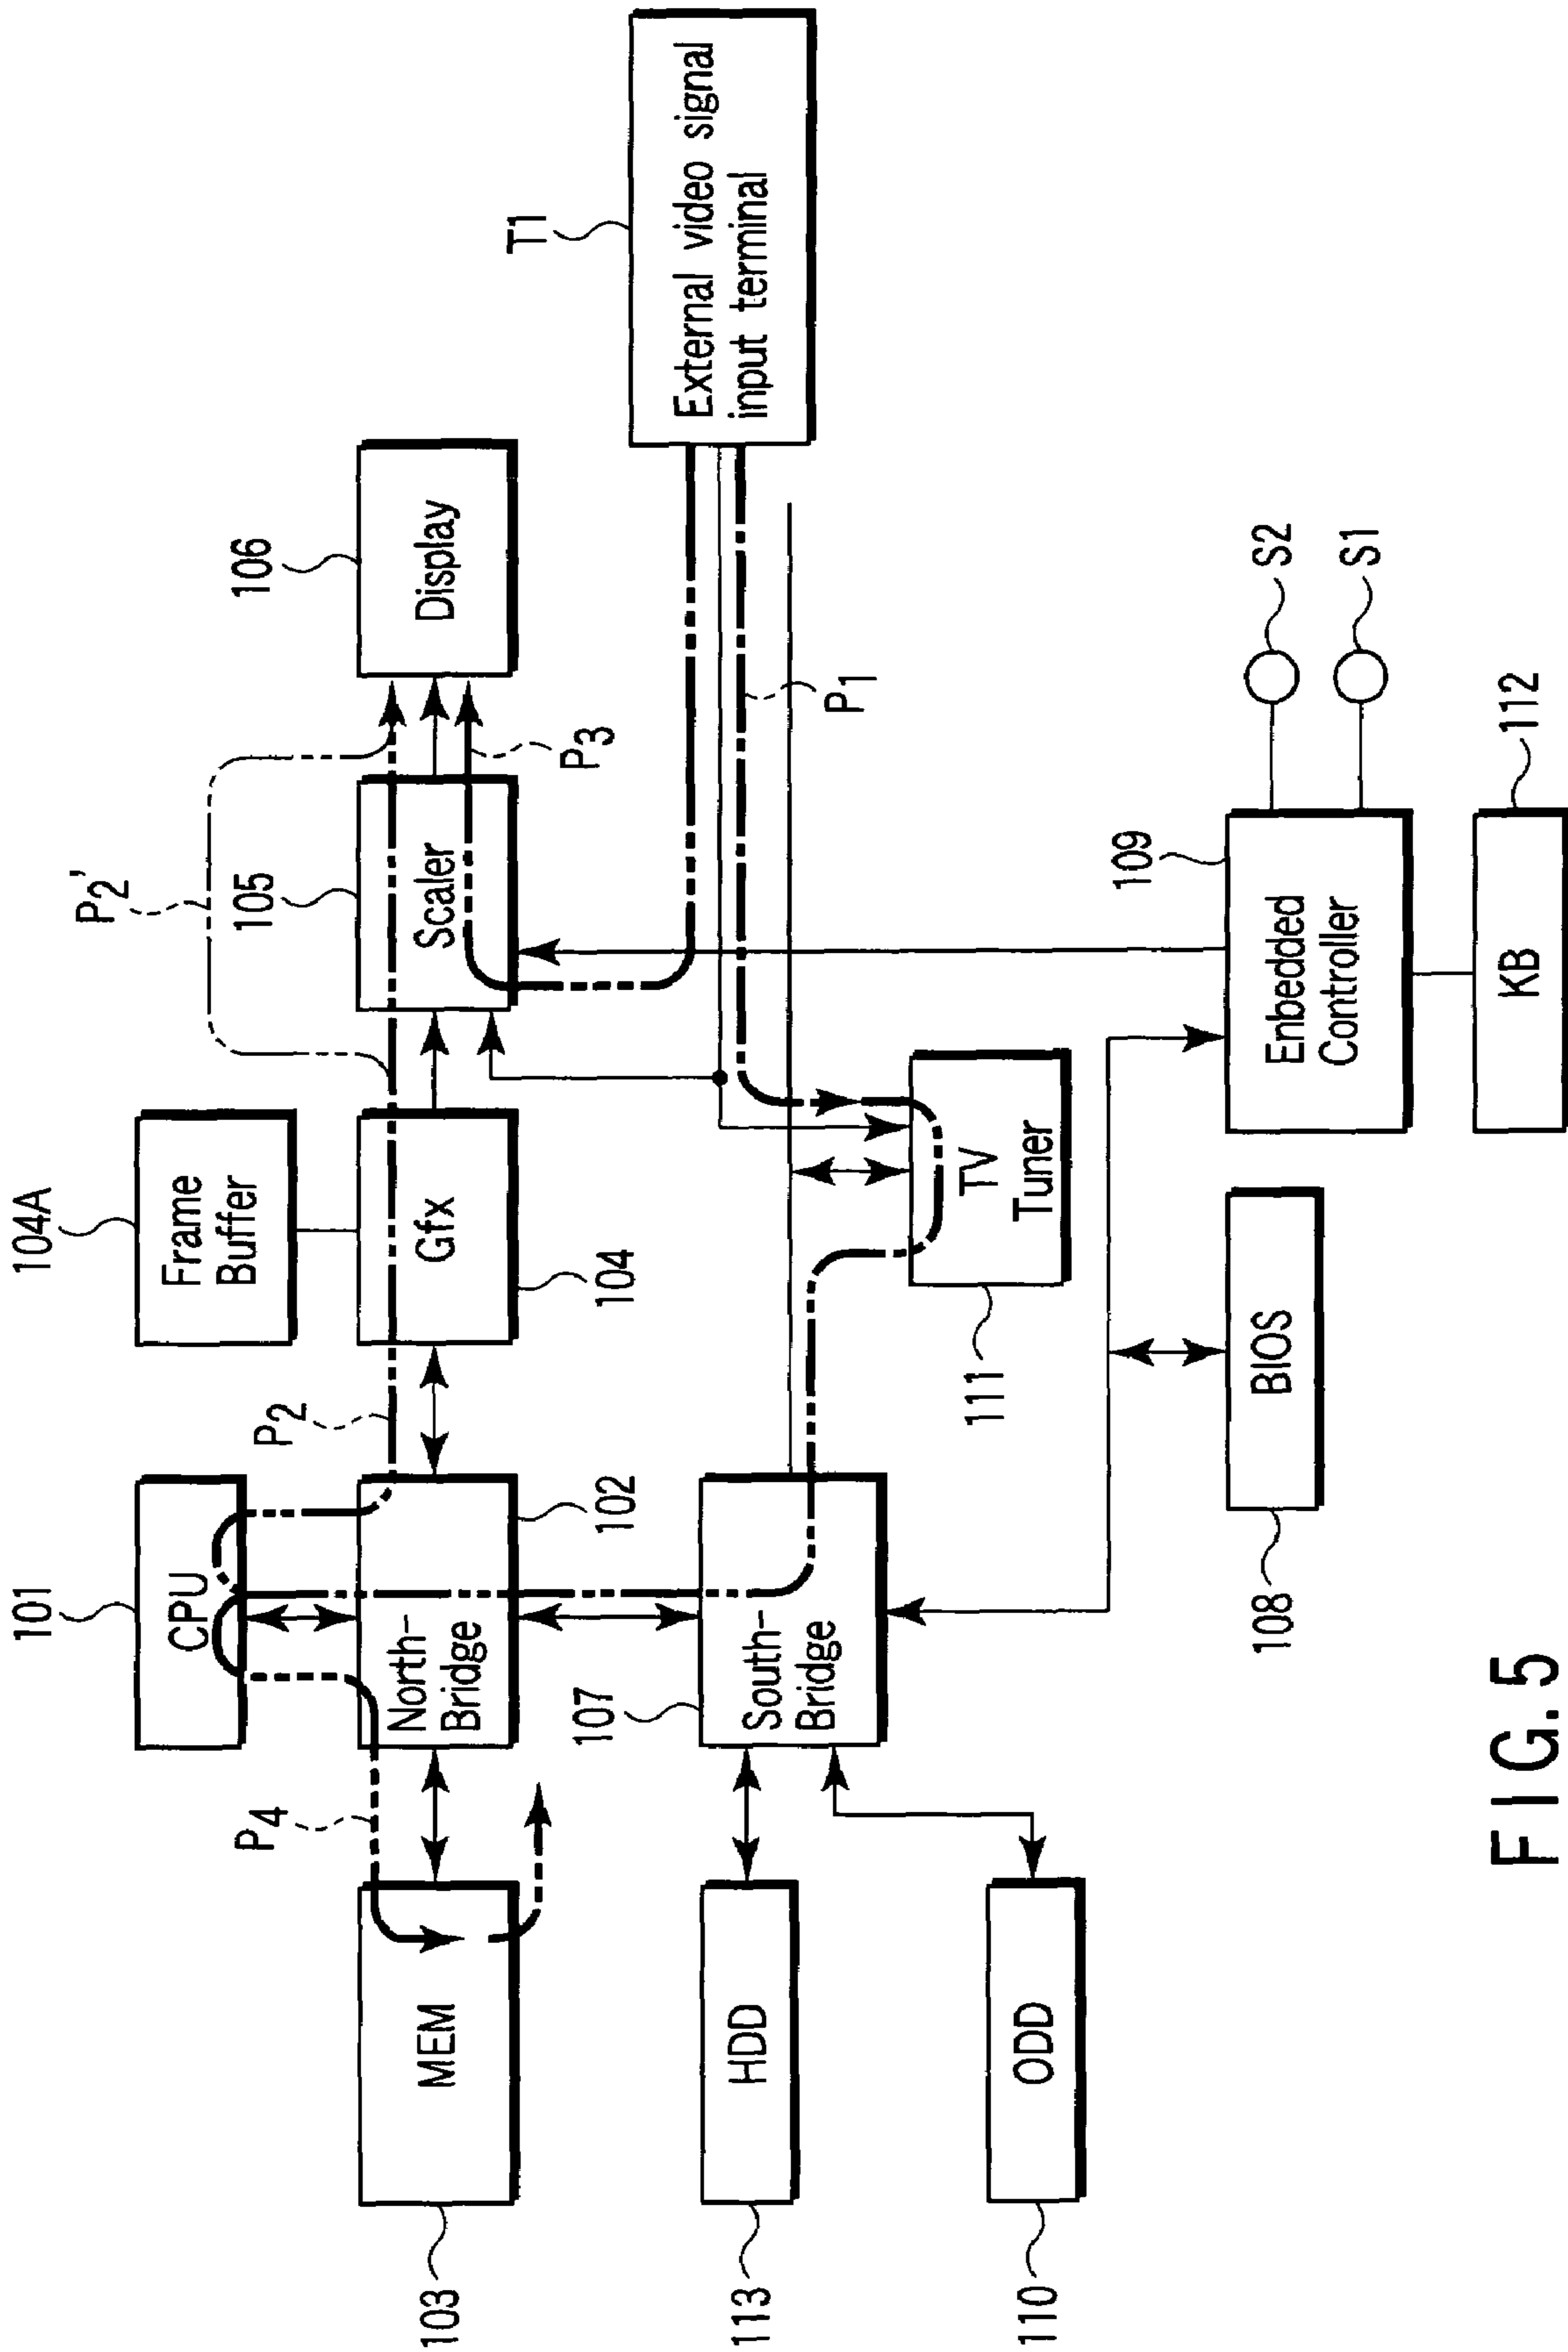 101
CPU
104A
Frame
Buffer
P2'
P4
P2
105
106
103
MEM
North-
Bridge
102
Gfx
104
Scaler
Display
P3
T1
External video signal
input terminal
107
113
HDD
South-
Bridge
P1
110
ODD
111
TV
Tuner
109
108
BIOS
Enbedded
Controller
S2
S1
KB
112
FIG. 5